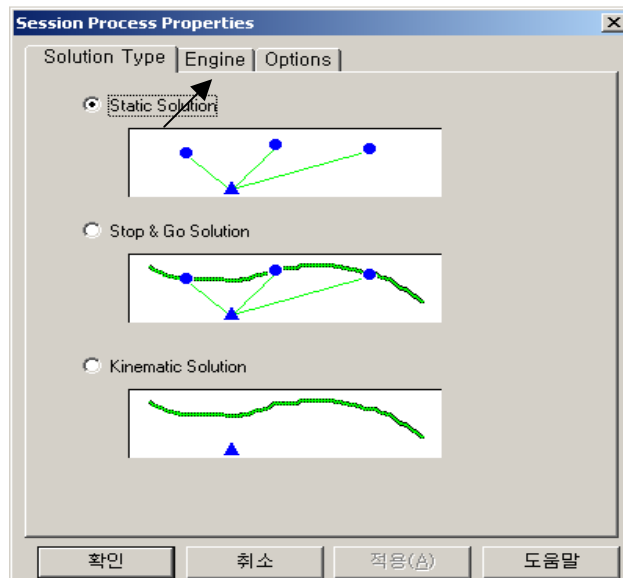 Session Process Properties
Solution Type Engine Options
Static Solution
Stop & Go Solution
Kinematic Solution
확인 취소 적용(A) 도움말